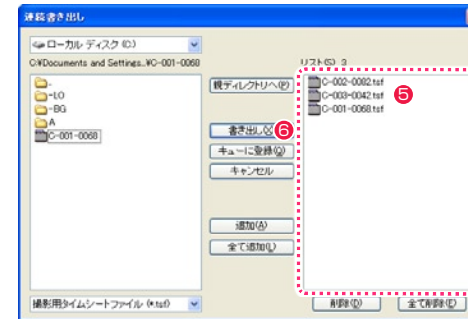 連続書き出し
ローカル ディスク (C:)
C:¥Documents and Settings..¥C-001-0068
リスト(S) 3
.
-LO
-BG
A
C-001-0068
親ディレクトリへ(P)
書き出し(X)
6
キューに登録(Q)
キャンセル
追加(A)
全て追加(L)
C-002-0082.tsf
C-003-0042.tsf
C-001-0068.tsf
5
撮影用タイムシートファイル (*.tsf)
削除(D)
全て削除(E)